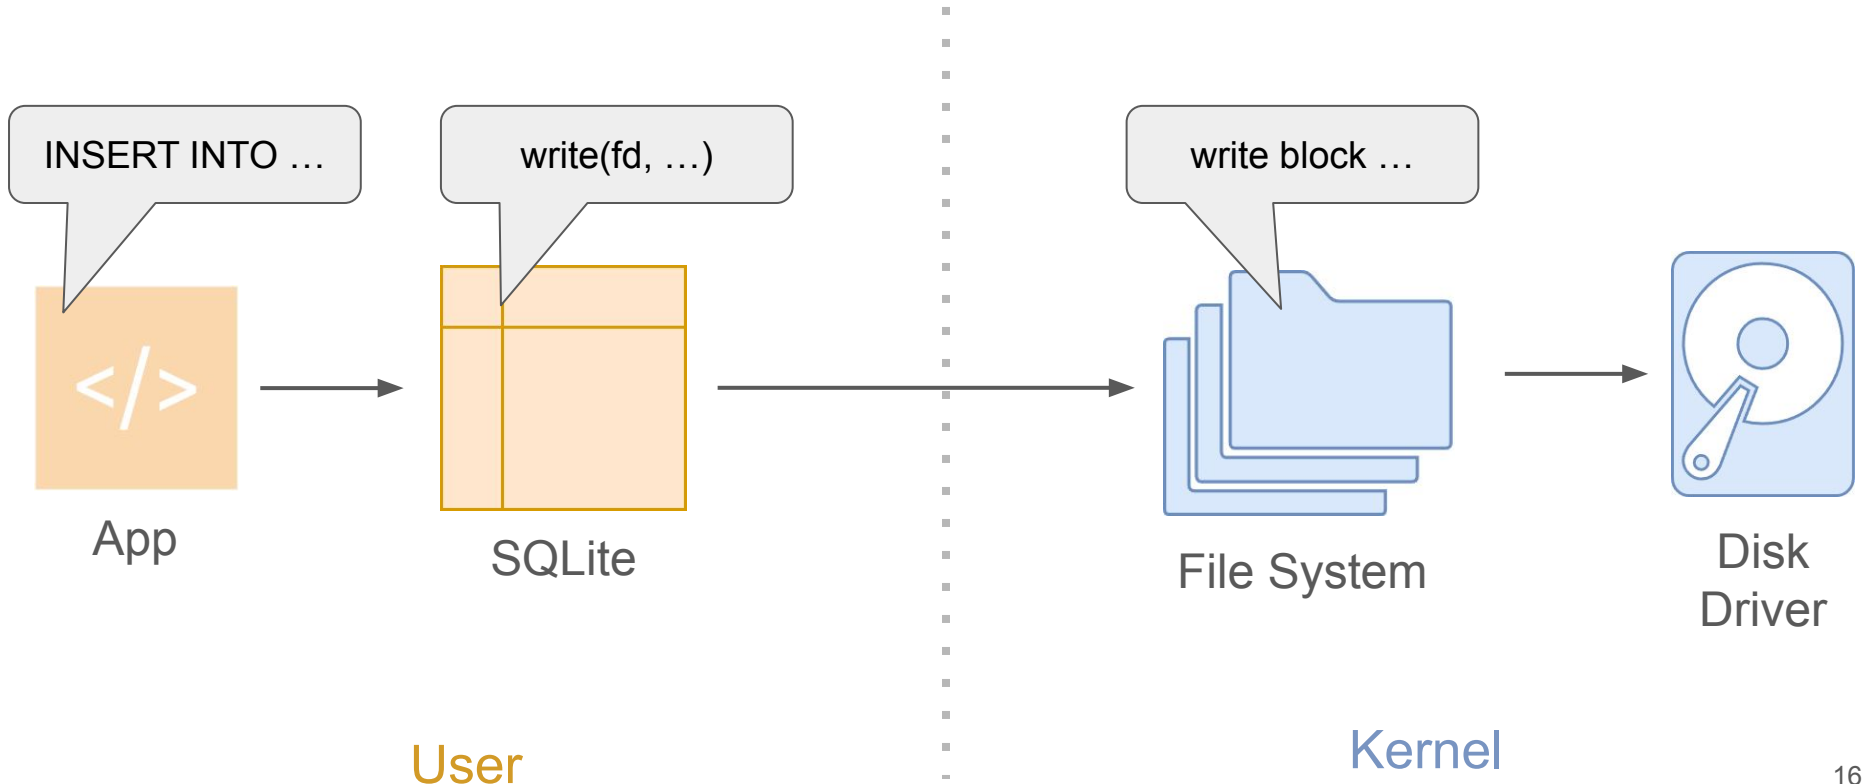 INSERT INTO …
write(fd, …)
write block …
</>
App
SQLite
File System
Disk
Driver
User
Kernel
16